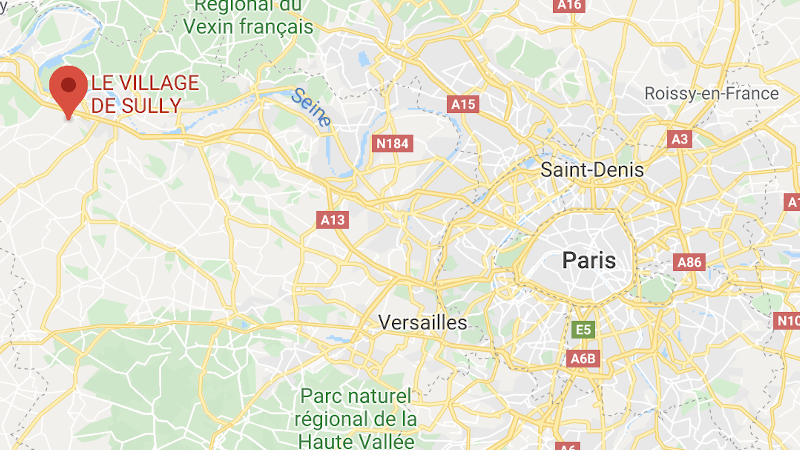 Régional du
Vexin français
A16
LE VILLAGE
DE SULLY
Seine
A15
Roissy-en-France
N184
A3
Saint-Denis
A13
Paris
A86
Versailles
E5
A6B
Parc naturel
régional de la
Haute Vallée
A6